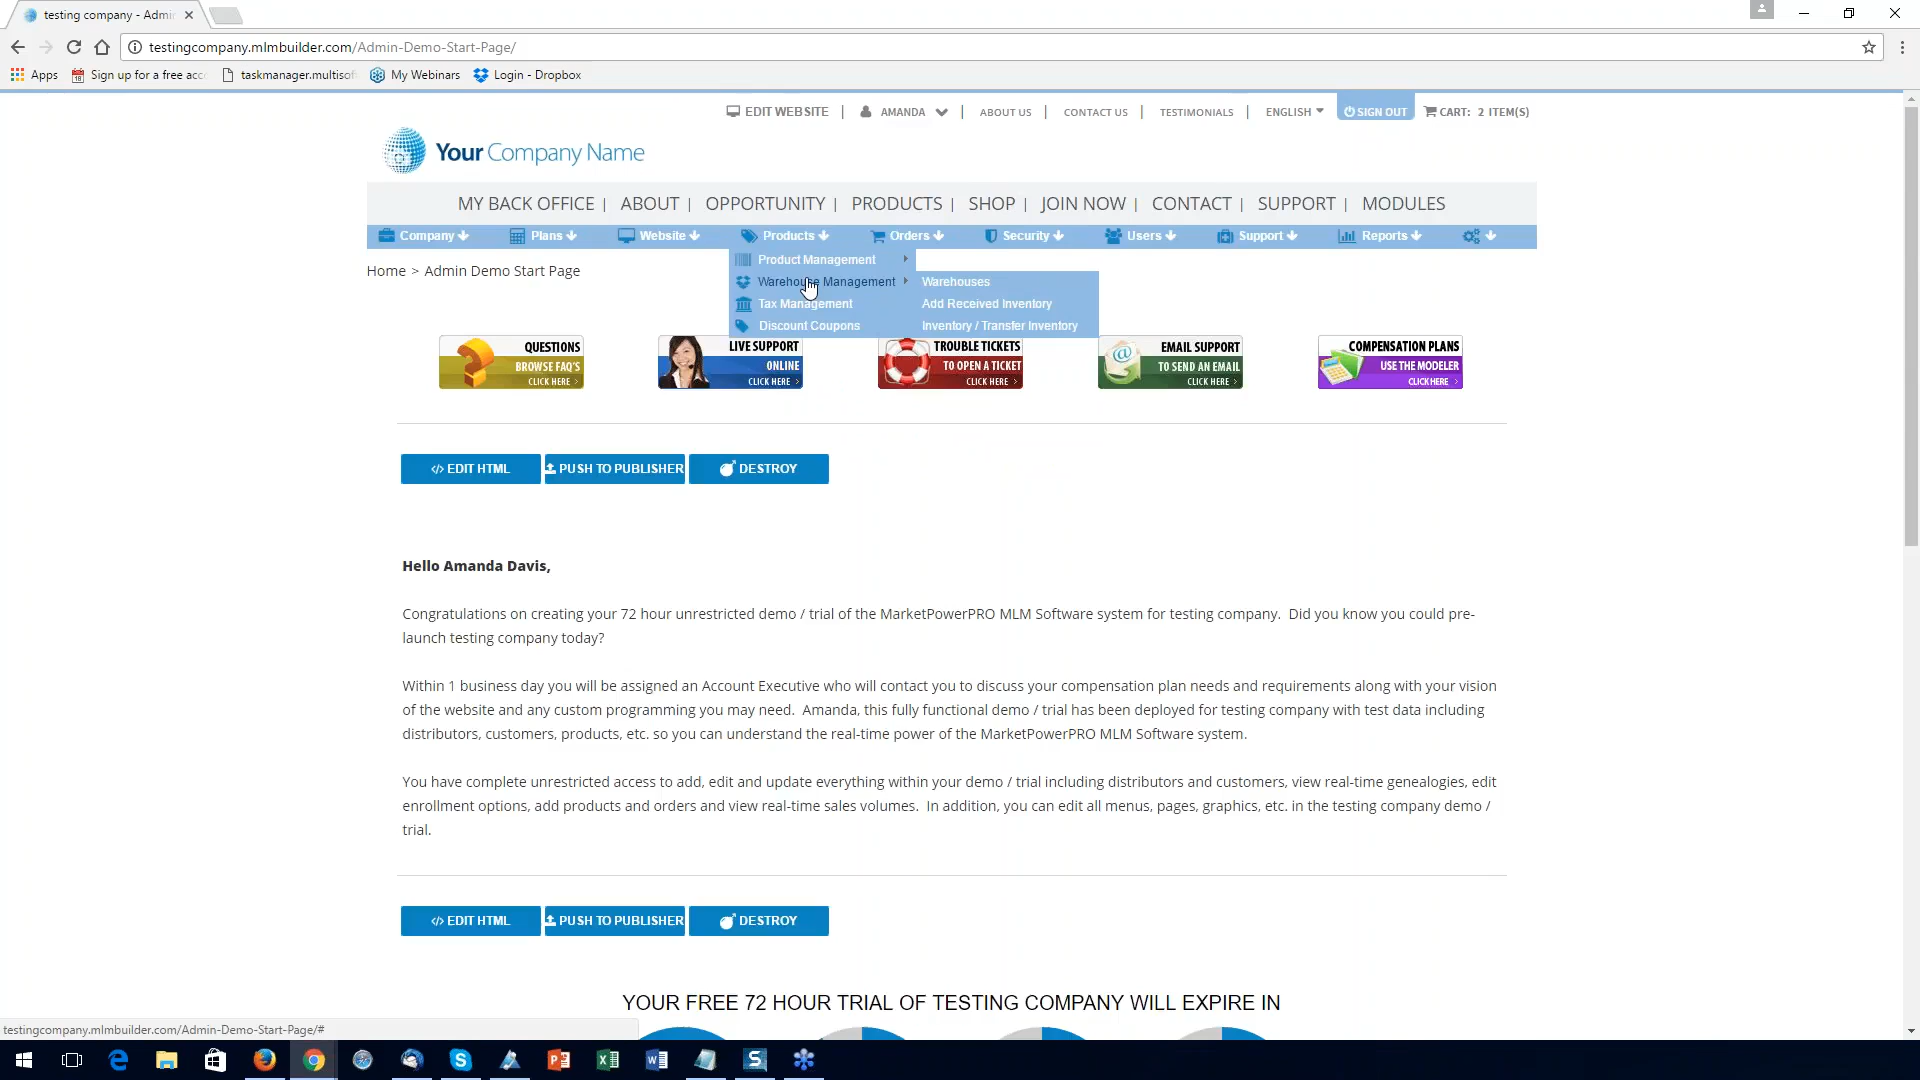 testing company - Admi
testingcompany.mlmbuilder.com/Admin-Demo-Start-Page/
Apps
Sign up for a free acc
taskmanager.multisof
My Webinars
Login - Dropbox
EDIT WEBSITE | AMANDA | ABOUT US | CONTACT US | TESTIMONIALS | ENGLISH SIGN OUT CART: 2 ITEM(S)
Your Company Name
MY BACK OFFICE | ABOUT | OPPORTUNITY | PRODUCTS | SHOP | JOIN NOW | CONTACT | SUPPORT | MODULES
Company Plans Website Products Orders Security Users Support Reports
Home > Admin Demo Start Page
Product Management
Warehouse Management
Tax Management
Discount Coupons
Warehouses
Add Received Inventory
Inventory / Transfer Inventory
QUESTIONS
BROWSE FAQ'S
CLICK HERE >
LIVE SUPPORT
ONLINE
CLICK HERE >
TROUBLE TICKETS
TO OPEN A TICKET
CLICK HERE >
EMAIL SUPPORT
TO SEND AN EMAIL
CLICK HERE >
COMPENSATION PLANS
USE THE MODELER
CLICK HERE >
</> EDIT HTML PUSH TO PUBLISHER DESTROY
Hello Amanda Davis,
Congratulations on creating your 72 hour unrestricted demo / trial of the MarketPowerPRO MLM Software system for testing company. Did you know you could pre-
launch testing company today?
Within 1 business day you will be assigned an Account Executive who will contact you to discuss your compensation plan needs and requirements along with your vision
of the website and any custom programming you may need. Amanda, this fully functional demo / trial has been deployed for testing company with test data including
distributors, customers, products, etc. so you can understand the real-time power of the MarketPowerPRO MLM Software system.
You have complete unrestricted access to add, edit and update everything within your demo / trial including distributors and customers, view real-time genealogies, edit
enrollment options, add products and orders and view real-time sales volumes. In addition, you can edit all menus, pages, graphics, etc. in the testing company demo /
trial.
</> EDIT HTML PUSH TO PUBLISHER DESTROY
YOUR FREE 72 HOUR TRIAL OF TESTING COMPANY WILL EXPIRE IN
testingcompany.mlmbuilder.com/Admin-Demo-Start-Page/#